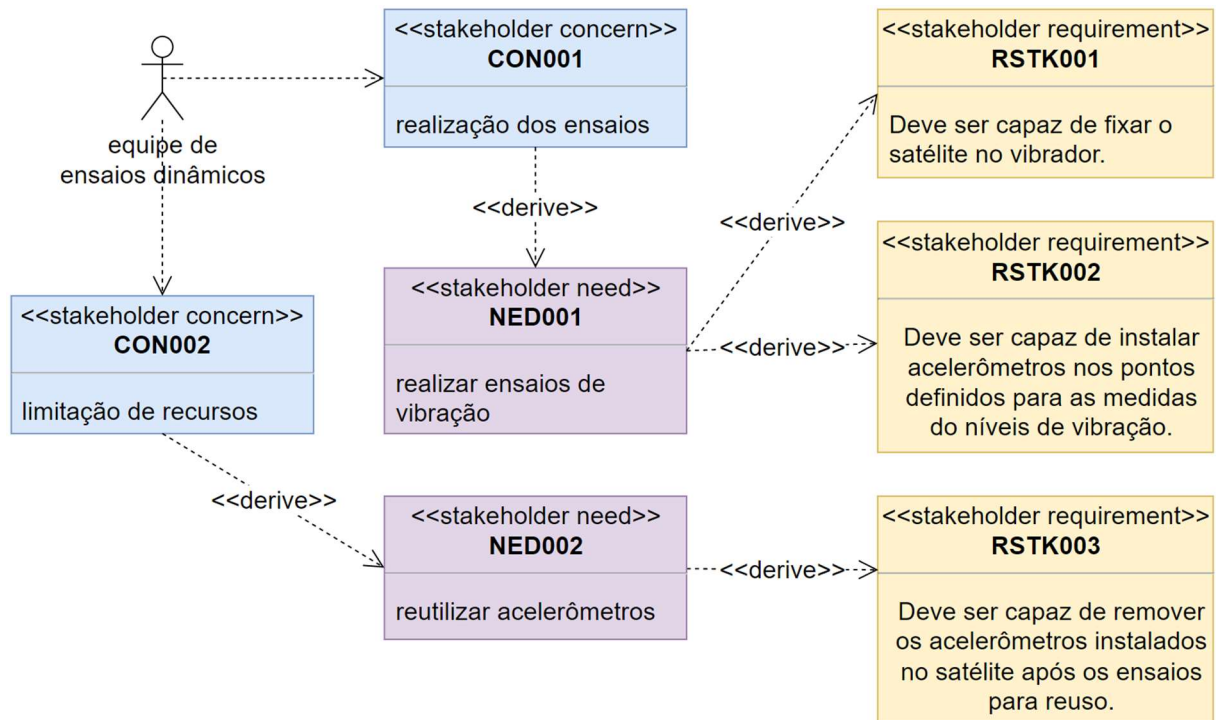 <<stakeholder concern>>
CON001
realização dos ensaios
equipe de
ensaios dinâmicos
<<derive>>
<<stakeholder concern>>
CON002
limitação de recursos
<<derive>>
<<stakeholder need>>
NED001
realizar ensaios de
vibração
<<derive>>
<<derive>>
<<stakeholder need>>
NED002
reutilizar acelerômetros
<<derive>>
<<stakeholder requirement>>
RSTK001
Deve ser capaz de fixar o
satélite no vibrador.
<<stakeholder requirement>>
RSTK002
Deve ser capaz de instalar
acelerômetros nos pontos
definidos para as medidas
do níveis de vibração.
<<stakeholder requirement>>
RSTK003
Deve ser capaz de remover
os acelerômetros instalados
no satélite após os ensaios
para reuso.